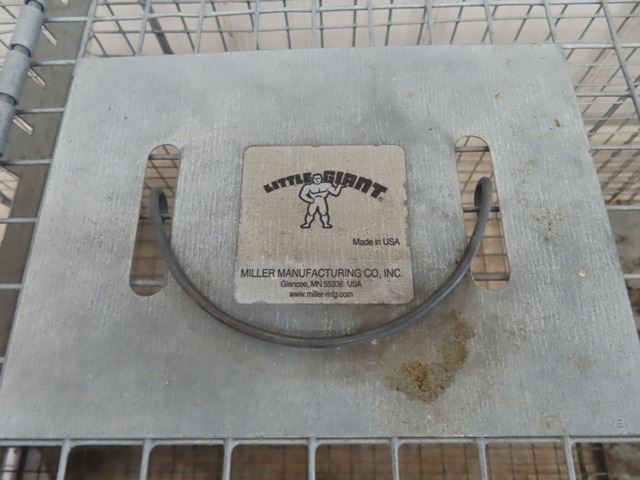 LITTLE GIANT®
Made in USA
MILLER MANUFACTURING CO, INC.
Glencoe, MN 55336 USA
www.miller-mfg.com